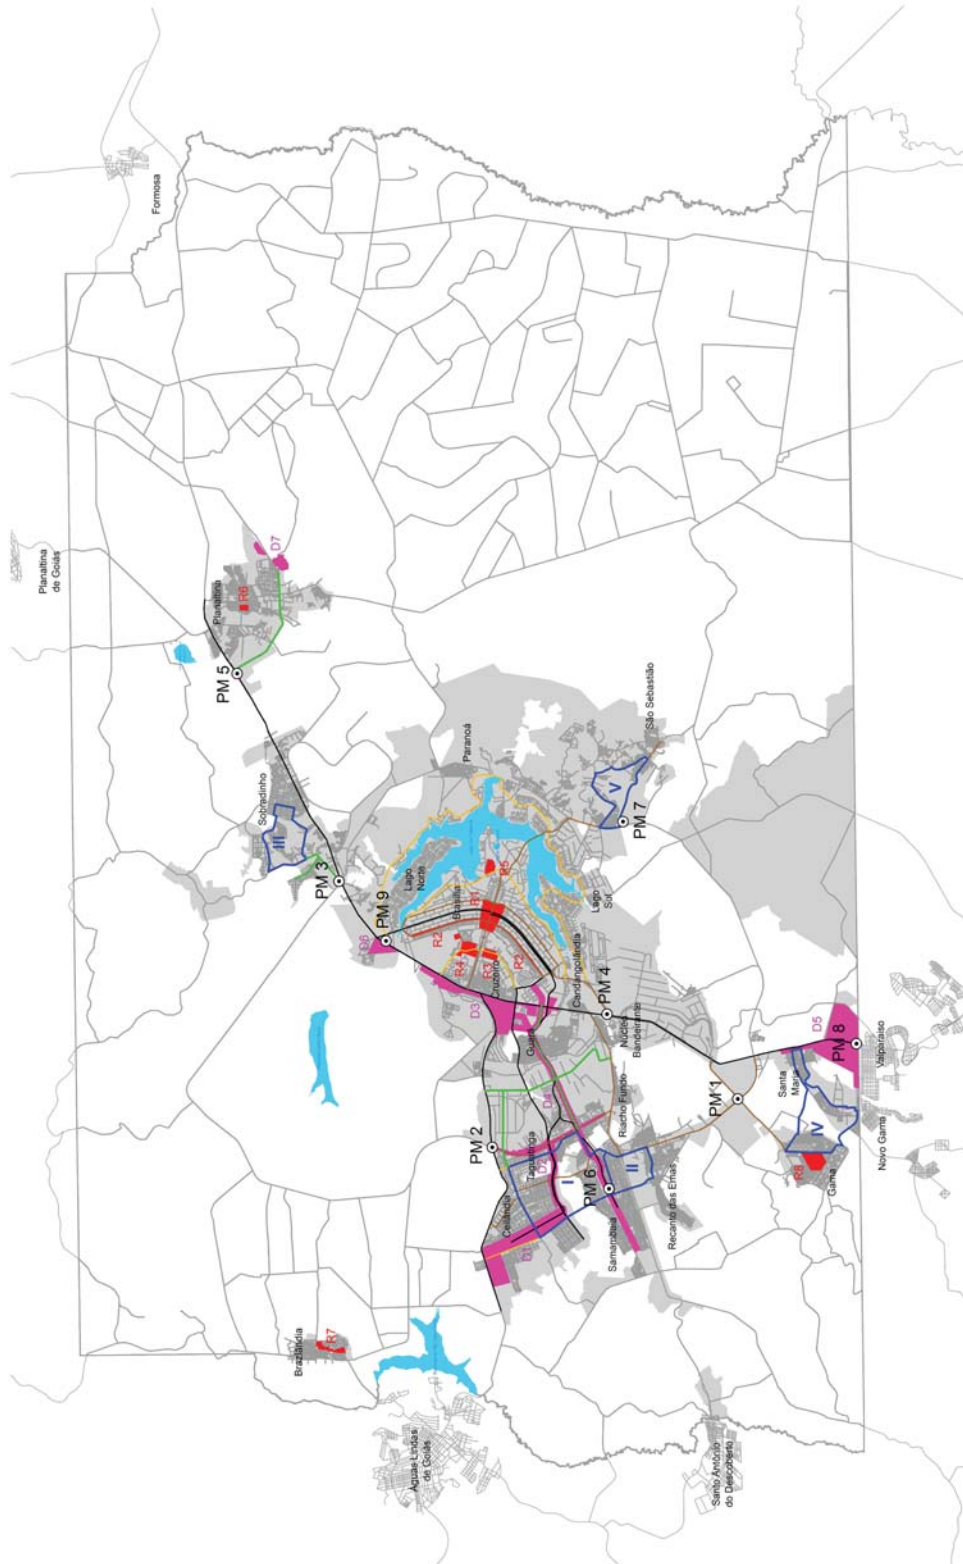 Planaltina
de Goiás
Formosa
Planaltina
PM 5
R6
D7
Sobradinho
III
Brazlândia
R7
PM 3
D6
PM 9
Lago
Norte
Águas Lindas
de Goiás
R2
Brasília
Paranoá
R4
R1
D3
R3
Cruzeiro
R5
PM 2
Ceilândia
R2
D1
Taguatinga
D2
Guará
D4
I
Candangolândia
Lago
Sul
PM 6
PM 4
V
Samambaia
II
Riacho Fundo
Núcleo
Bandeirante
PM 7
São Sebastião
Recanto das Emas
Santo Antônio
do Descoberto
PM 1
Santa
Maria
R8
IV
D5
Gama
PM 8
Novo Gama
Valparaíso